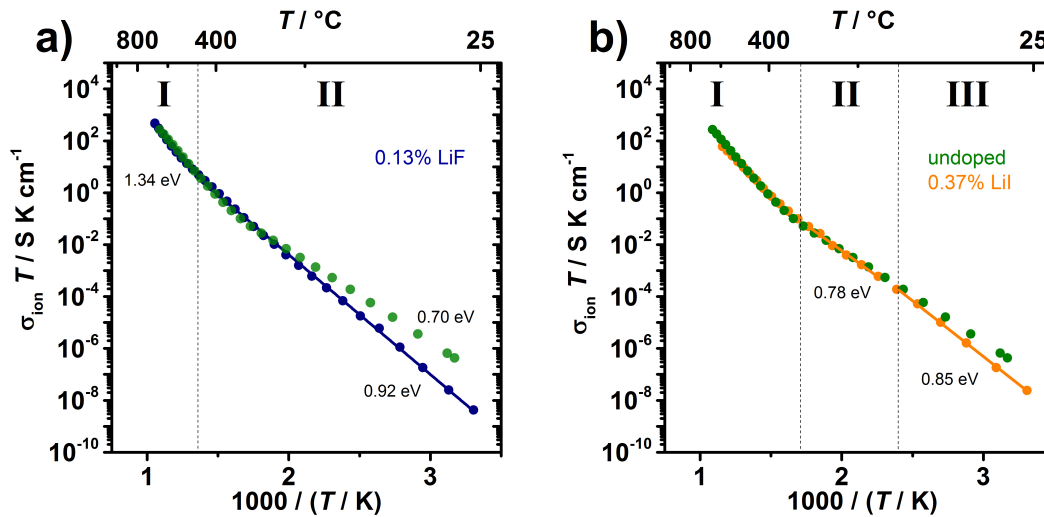 a)
T / °C
800 400 25
I II
0.13% LiF
1.34 eV
0.70 eV
0.92 eV
σion T / S K cm-1
10^4
10^2
10^0
10^-2
10^-4
10^-6
10^-8
10^-10
1 2 3
1000 / (T / K)
b)
T / °C
800 400 25
I II III
undoped
0.37% LiI
0.78 eV
0.85 eV
σion T / S K cm-1
10^4
10^2
10^0
10^-2
10^-4
10^-6
10^-8
10^-10
1 2 3
1000 / (T / K)